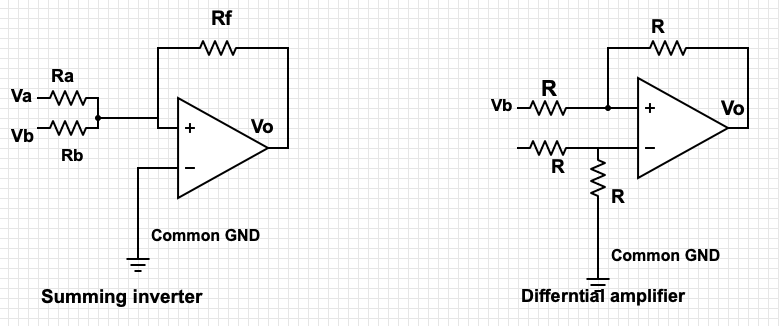 Rf
R
Ra
R
Va
Vb
Vo
Vo
+
+
Vb
−
−
Rb
R
R
Common GND
Common GND
Summing inverter
Differntial amplifier